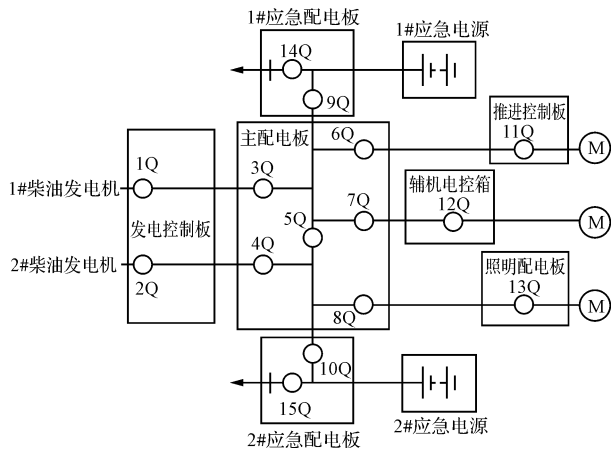 1#应急配电板
1#应急电源
14Q
9Q
推进控制板
11Q
主配电板
6Q
M
1Q
3Q
1#柴油发电机
辅机电控箱
12Q
7Q
M
5Q
发电控制板
4Q
2#柴油发电机
2Q
照明配电板
13Q
8Q
M
10Q
15Q
2#应急配电板
2#应急电源